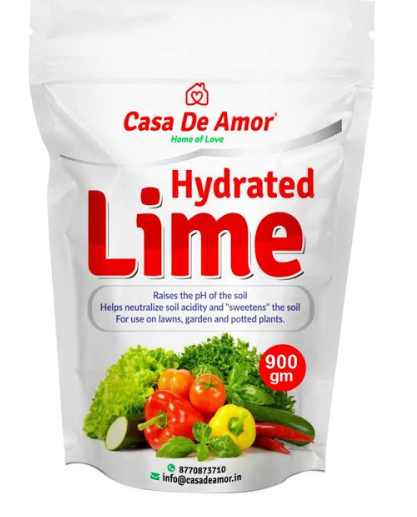 Casa De Amor
Home of Love
Hydrated
Lime
Raises the pH of the soil
Helps neutralize soil acidity and "sweetens" the soil
For use on lawns, garden and potted plants.
900
gm
8770873710
info@casadeamor.in